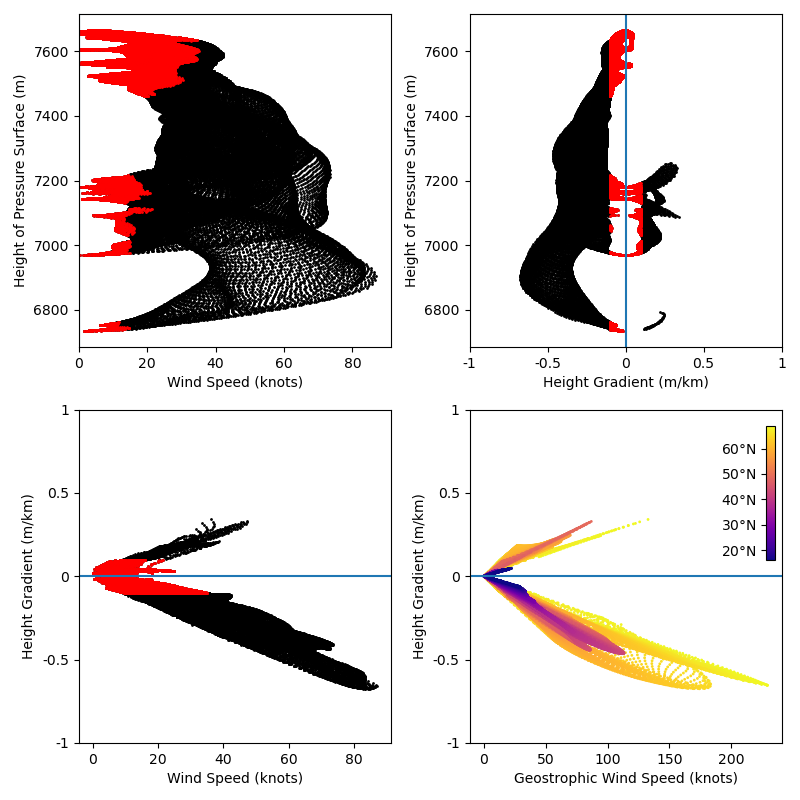 Height of Pressure Surface (m)
7600
7400
7200
7000
6800
0 20 40 60 80
Wind Speed (knots)
Height of Pressure Surface (m)
7600
7400
7200
7000
6800
-1 -0.5 0 0.5 1
Height Gradient (m/km)
Height Gradient (m/km)
1
0.5
0
-0.5
-1
0 20 40 60 80
Wind Speed (knots)
Height Gradient (m/km)
1
0.5
0
-0.5
-1
60°N
50°N
40°N
30°N
20°N
0 50 100 150 200
Geostrophic Wind Speed (knots)